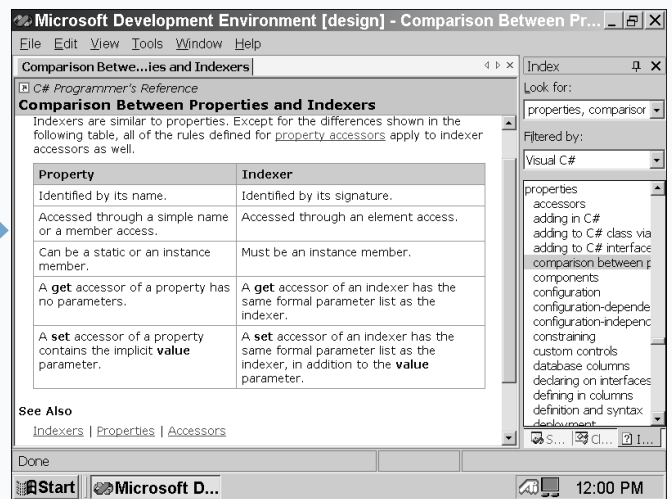 Microsoft Development Environment [design] - Comparison Between Pr...
File Edit View Tools Window Help
Comparison Betwe...ies and Indexers
C# Programmer's Reference
Comparison Between Properties and Indexers
Indexers are similar to properties. Except for the differences shown in the
following table, all of the rules defined for property accessors apply to indexer
accessors as well.
Property Indexer
Identified by its name. Identified by its signature.
Accessed through a simple name
or a member access.
Accessed through an element access.
Can be a static or an instance
member.
Must be an instance member.
A get accessor of a property has
no parameters.
A get accessor of an indexer has the
same formal parameter list as the
indexer.
A set accessor of a property
contains the implicit value
parameter.
A set accessor of an indexer has the
same formal parameter list as the
indexer, in addition to the value
parameter.
See Also
Indexers | Properties | Accessors
Index
Look for:
properties, comparisor
Filtered by:
Visual C#
properties
accessors
adding in C#
adding to C# class via
adding to C# interface
comparison between p
components
configuration
configuration-depende
configuration-independ
constraining
custom controls
database columns
declaring on interfaces
defining in columns
definition and syntax
deployment
S... Cl... I...
Done
Start Microsoft D... 12:00 PM